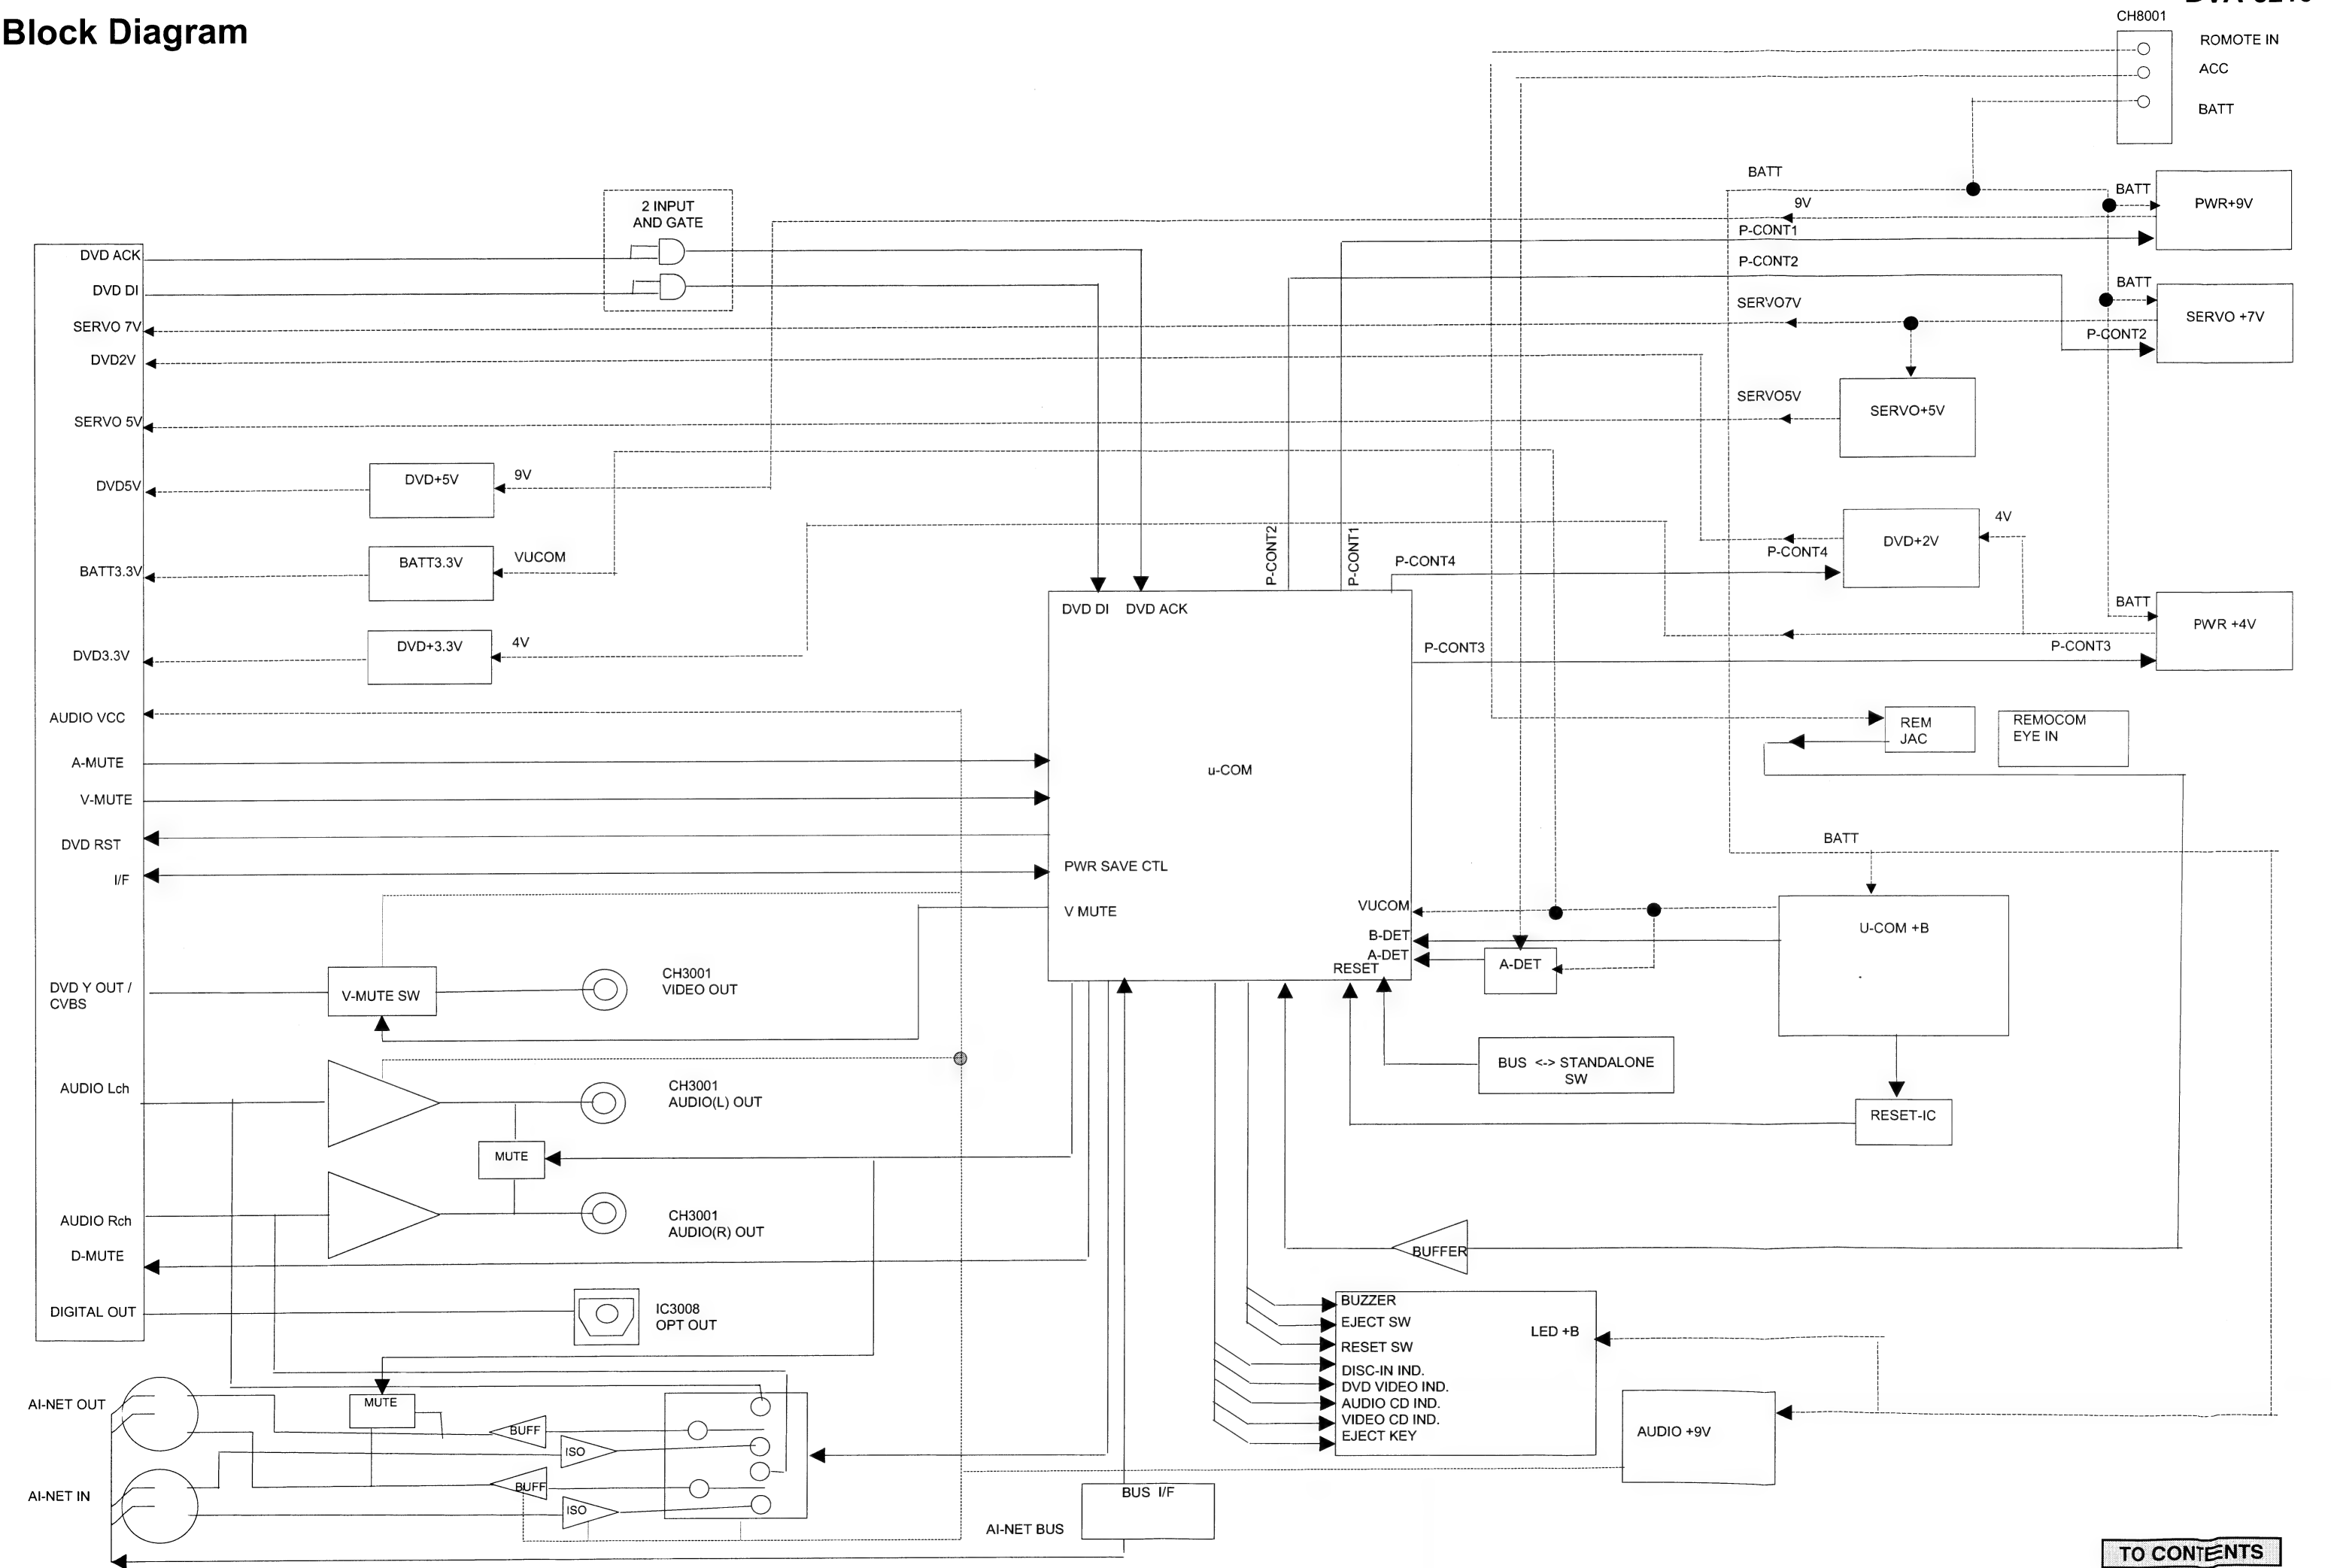 Block Diagram
CH8001
ROMOTE IN
ACC
BATT
BATT
BATT
9V
PWR+9V
P-CONT1
2 INPUT
AND GATE
P-CONT2
BATT
SERVO7V
SERVO +7V
P-CONT2
SERVO5V
SERVO+5V
DVD ACK
DVD DI
SERVO 7V
DVD2V
SERVO 5V
DVD5V
DVD+5V
9V
BATT3.3V
BATT3.3V
VUCOM
DVD3.3V
DVD+3.3V
4V
P-CONT2
P-CONT1
P-CONT4
P-CONT4
DVD+2V
4V
BATT
PWR +4V
P-CONT3
P-CONT3
DVD DI
DVD ACK
u-COM
PWR SAVE CTL
V MUTE
VUCOM
B-DET
A-DET
RESET
AUDIO VCC
A-MUTE
V-MUTE
DVD RST
I/F
REM
JAC
REMOCOM
EYE IN
BATT
U-COM +B
A-DET
BUS <-> STANDALONE
SW
RESET-IC
DVD Y OUT /
CVBS
V-MUTE SW
CH3001
VIDEO OUT
AUDIO Lch
CH3001
AUDIO(L) OUT
MUTE
AUDIO Rch
CH3001
AUDIO(R) OUT
D-MUTE
DIGITAL OUT
IC3008
OPT OUT
BUFFER
BUZZER
EJECT SW
RESET SW
DISC-IN IND.
DVD VIDEO IND.
AUDIO CD IND.
VIDEO CD IND.
EJECT KEY
LED +B
AUDIO +9V
AI-NET OUT
MUTE
BUFF
ISO
AI-NET IN
BUFF
ISO
BUS I/F
AI-NET BUS
TO CONTENTS